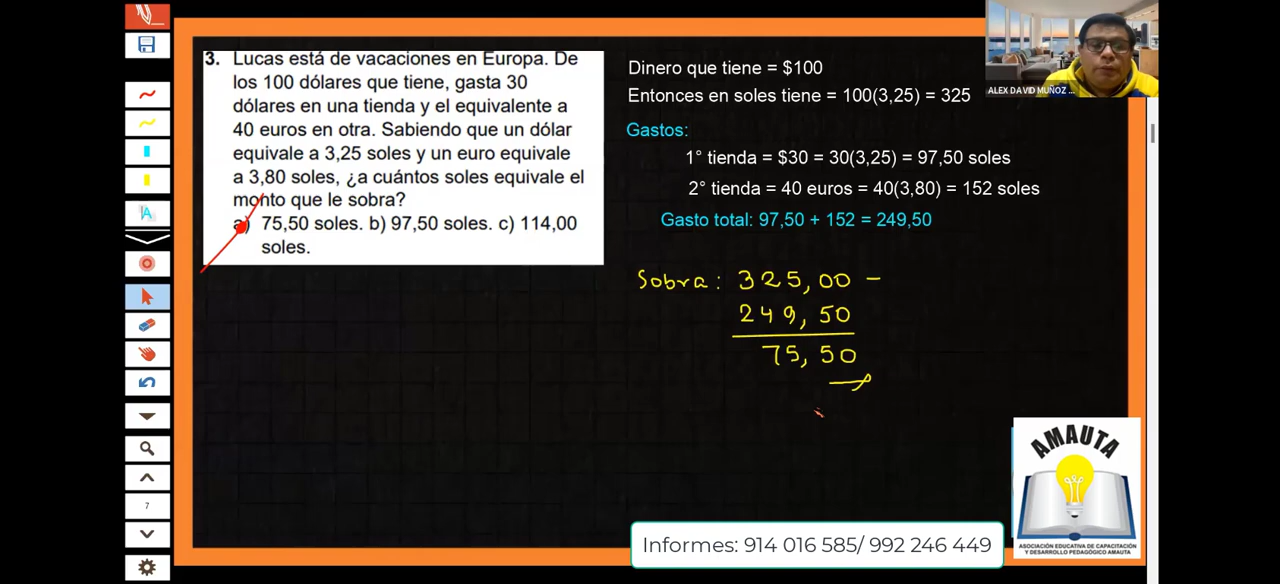 3. Lucas está de vacaciones en Europa. De
los 100 dólares que tiene, gasta 30
dólares en una tienda y el equivalente a
40 euros en otra. Sabiendo que un dólar
equivale a 3,25 soles y un euro equivale
a 3,80 soles, ¿a cuántos soles equivale el
monto que le sobra?
a) 75,50 soles. b) 97,50 soles. c) 114,00
soles.
Dinero que tiene = $100
Entonces en soles tiene = 100(3,25) = 325
Gastos:
1° tienda = $30 = 30(3,25) = 97,50 soles
2° tienda = 40 euros = 40(3,80) = 152 soles
Gasto total: 97,50 + 152 = 249,50
Sobra: 325,00 -
249,50
75,50
ALEX DAVID MUÑOZ ...
A
7
AMAUTA
ASOCIACIÓN EDUCATIVA DE CAPACITACIÓN
Y DESARROLLO PEDAGÓGICO AMAUTA
Informes: 914 016 585/ 992 246 449